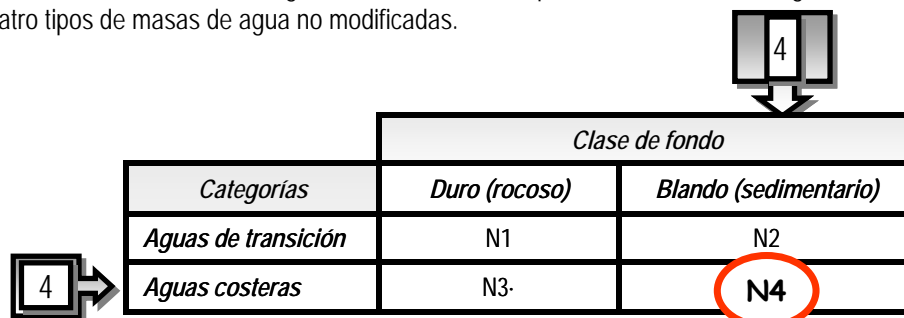 atro tipos de masas de agua no modificadas.
4
Clase de fondo
Categorías Duro (rocoso) Blando (sedimentario)
Aguas de transición N1 N2
4 Aguas costeras N3· N4